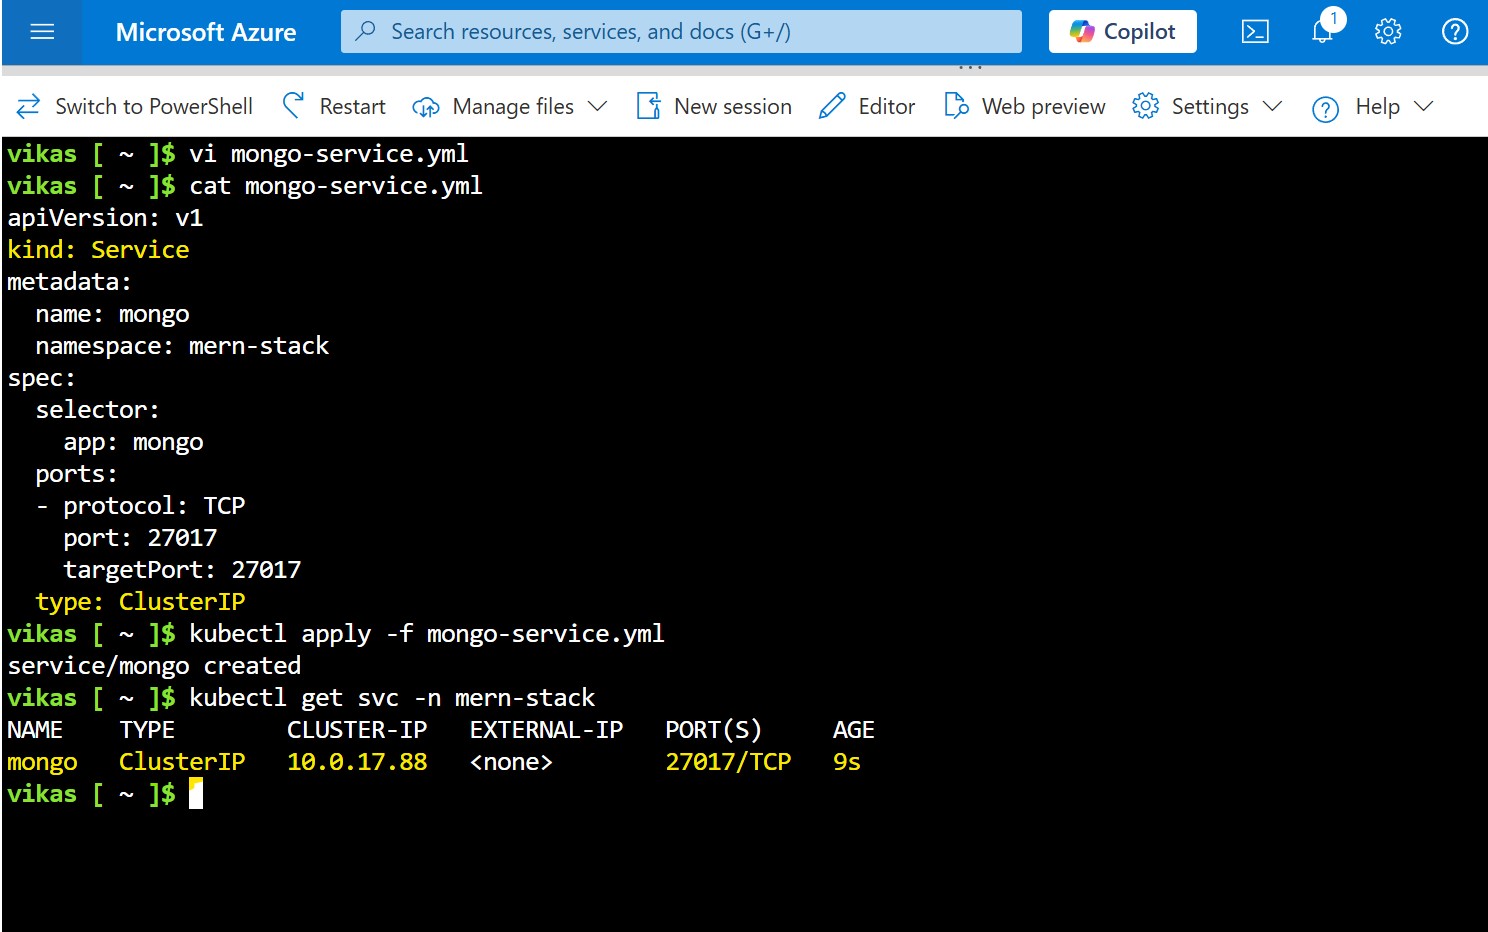 Microsoft Azure
Search resources, services, and docs (G+/)
Copilot
1
Switch to PowerShell
Restart
Manage files
New session
Editor
Web preview
Settings
Help
vikas [ ~ ]$ vi mongo-service.yml
vikas [ ~ ]$ cat mongo-service.yml
apiVersion: v1
kind: Service
metadata:
  name: mongo
  namespace: mern-stack
spec:
  selector:
    app: mongo
  ports:
  - protocol: TCP
    port: 27017
    targetPort: 27017
  type: ClusterIP
vikas [ ~ ]$ kubectl apply -f mongo-service.yml
service/mongo created
vikas [ ~ ]$ kubectl get svc -n mern-stack
NAME    TYPE        CLUSTER-IP   EXTERNAL-IP   PORT(S)     AGE
mongo   ClusterIP   10.0.17.88   <none>        27017/TCP   9s
vikas [ ~ ]$